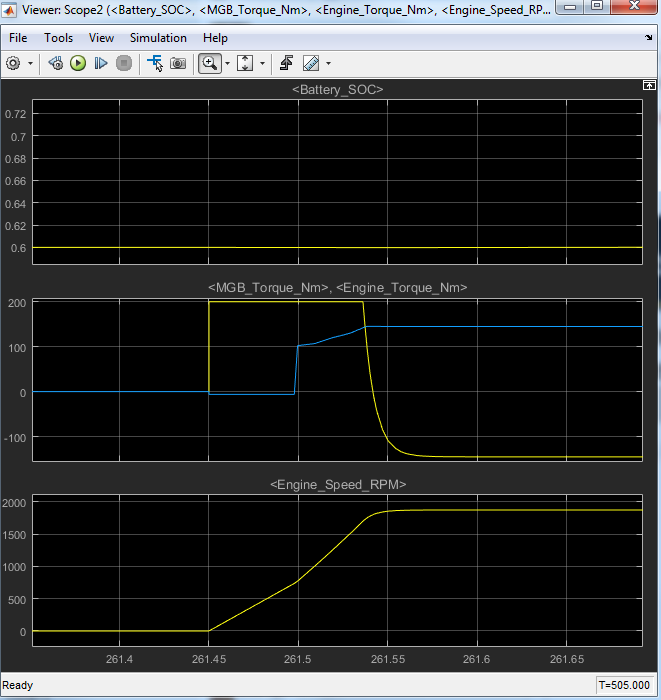 Viewer: Scope2 (<Battery_SOC>, <MGB_Torque_Nm>, <Engine_Torque_Nm>, <Engine_Speed_RP...
File Tools View Simulation Help
<Battery_SOC>
0.72
0.7
0.68
0.66
0.64
0.62
0.6
<MGB_Torque_Nm>, <Engine_Torque_Nm>
200
100
0
-100
<Engine_Speed_RPM>
2000
1500
1000
500
0
261.4 261.45 261.5 261.55 261.6 261.65
Ready T=505.000